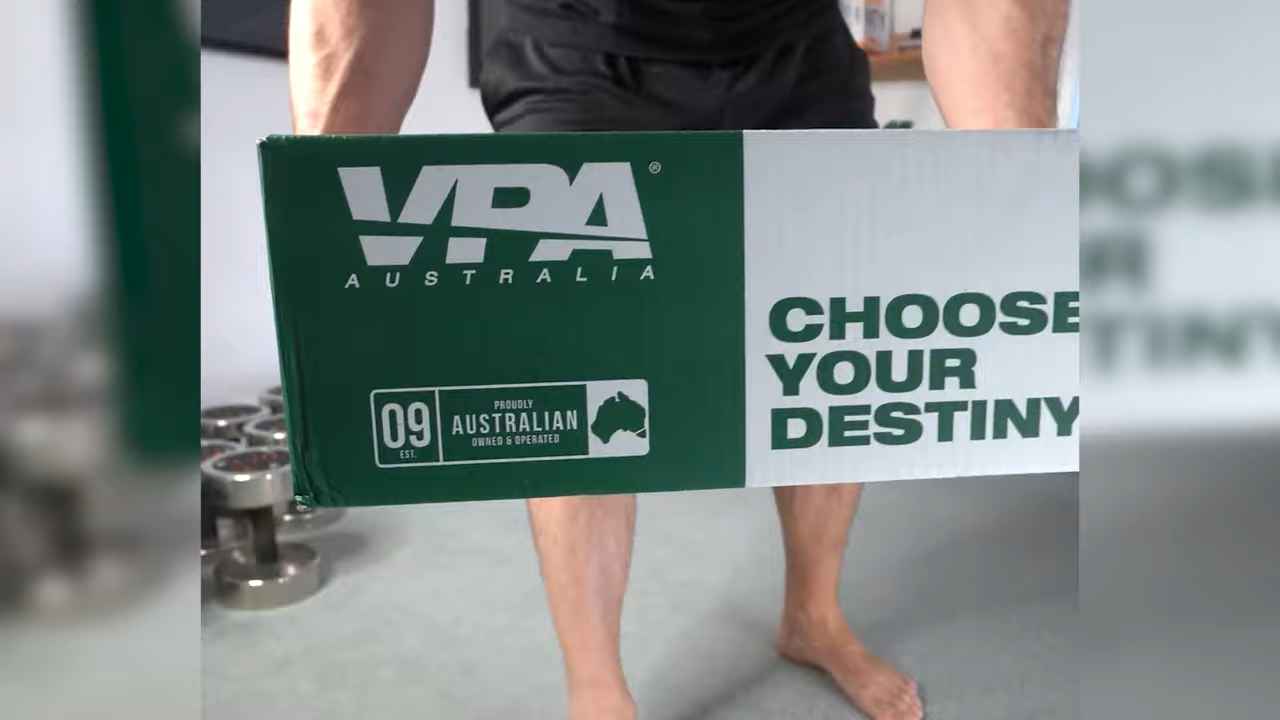 VPA®
AUSTRALIA
09
EST.
PROUDLY
AUSTRALIAN
OWNED & OPERATED
CHOOSE
YOUR
DESTINY